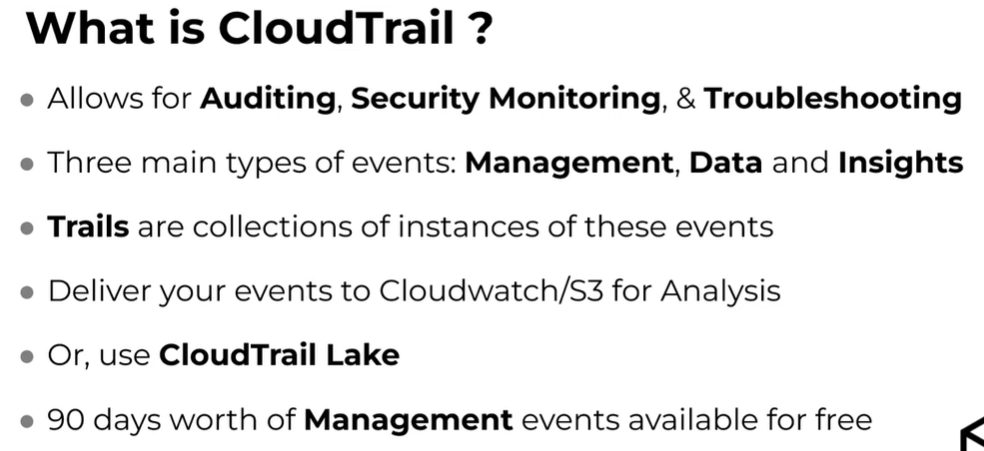 What is CloudTrail ?
• Allows for Auditing, Security Monitoring, & Troubleshooting
• Three main types of events: Management, Data and Insights
• Trails are collections of instances of these events
• Deliver your events to Cloudwatch/S3 for Analysis
• Or, use CloudTrail Lake
• 90 days worth of Management events available for free